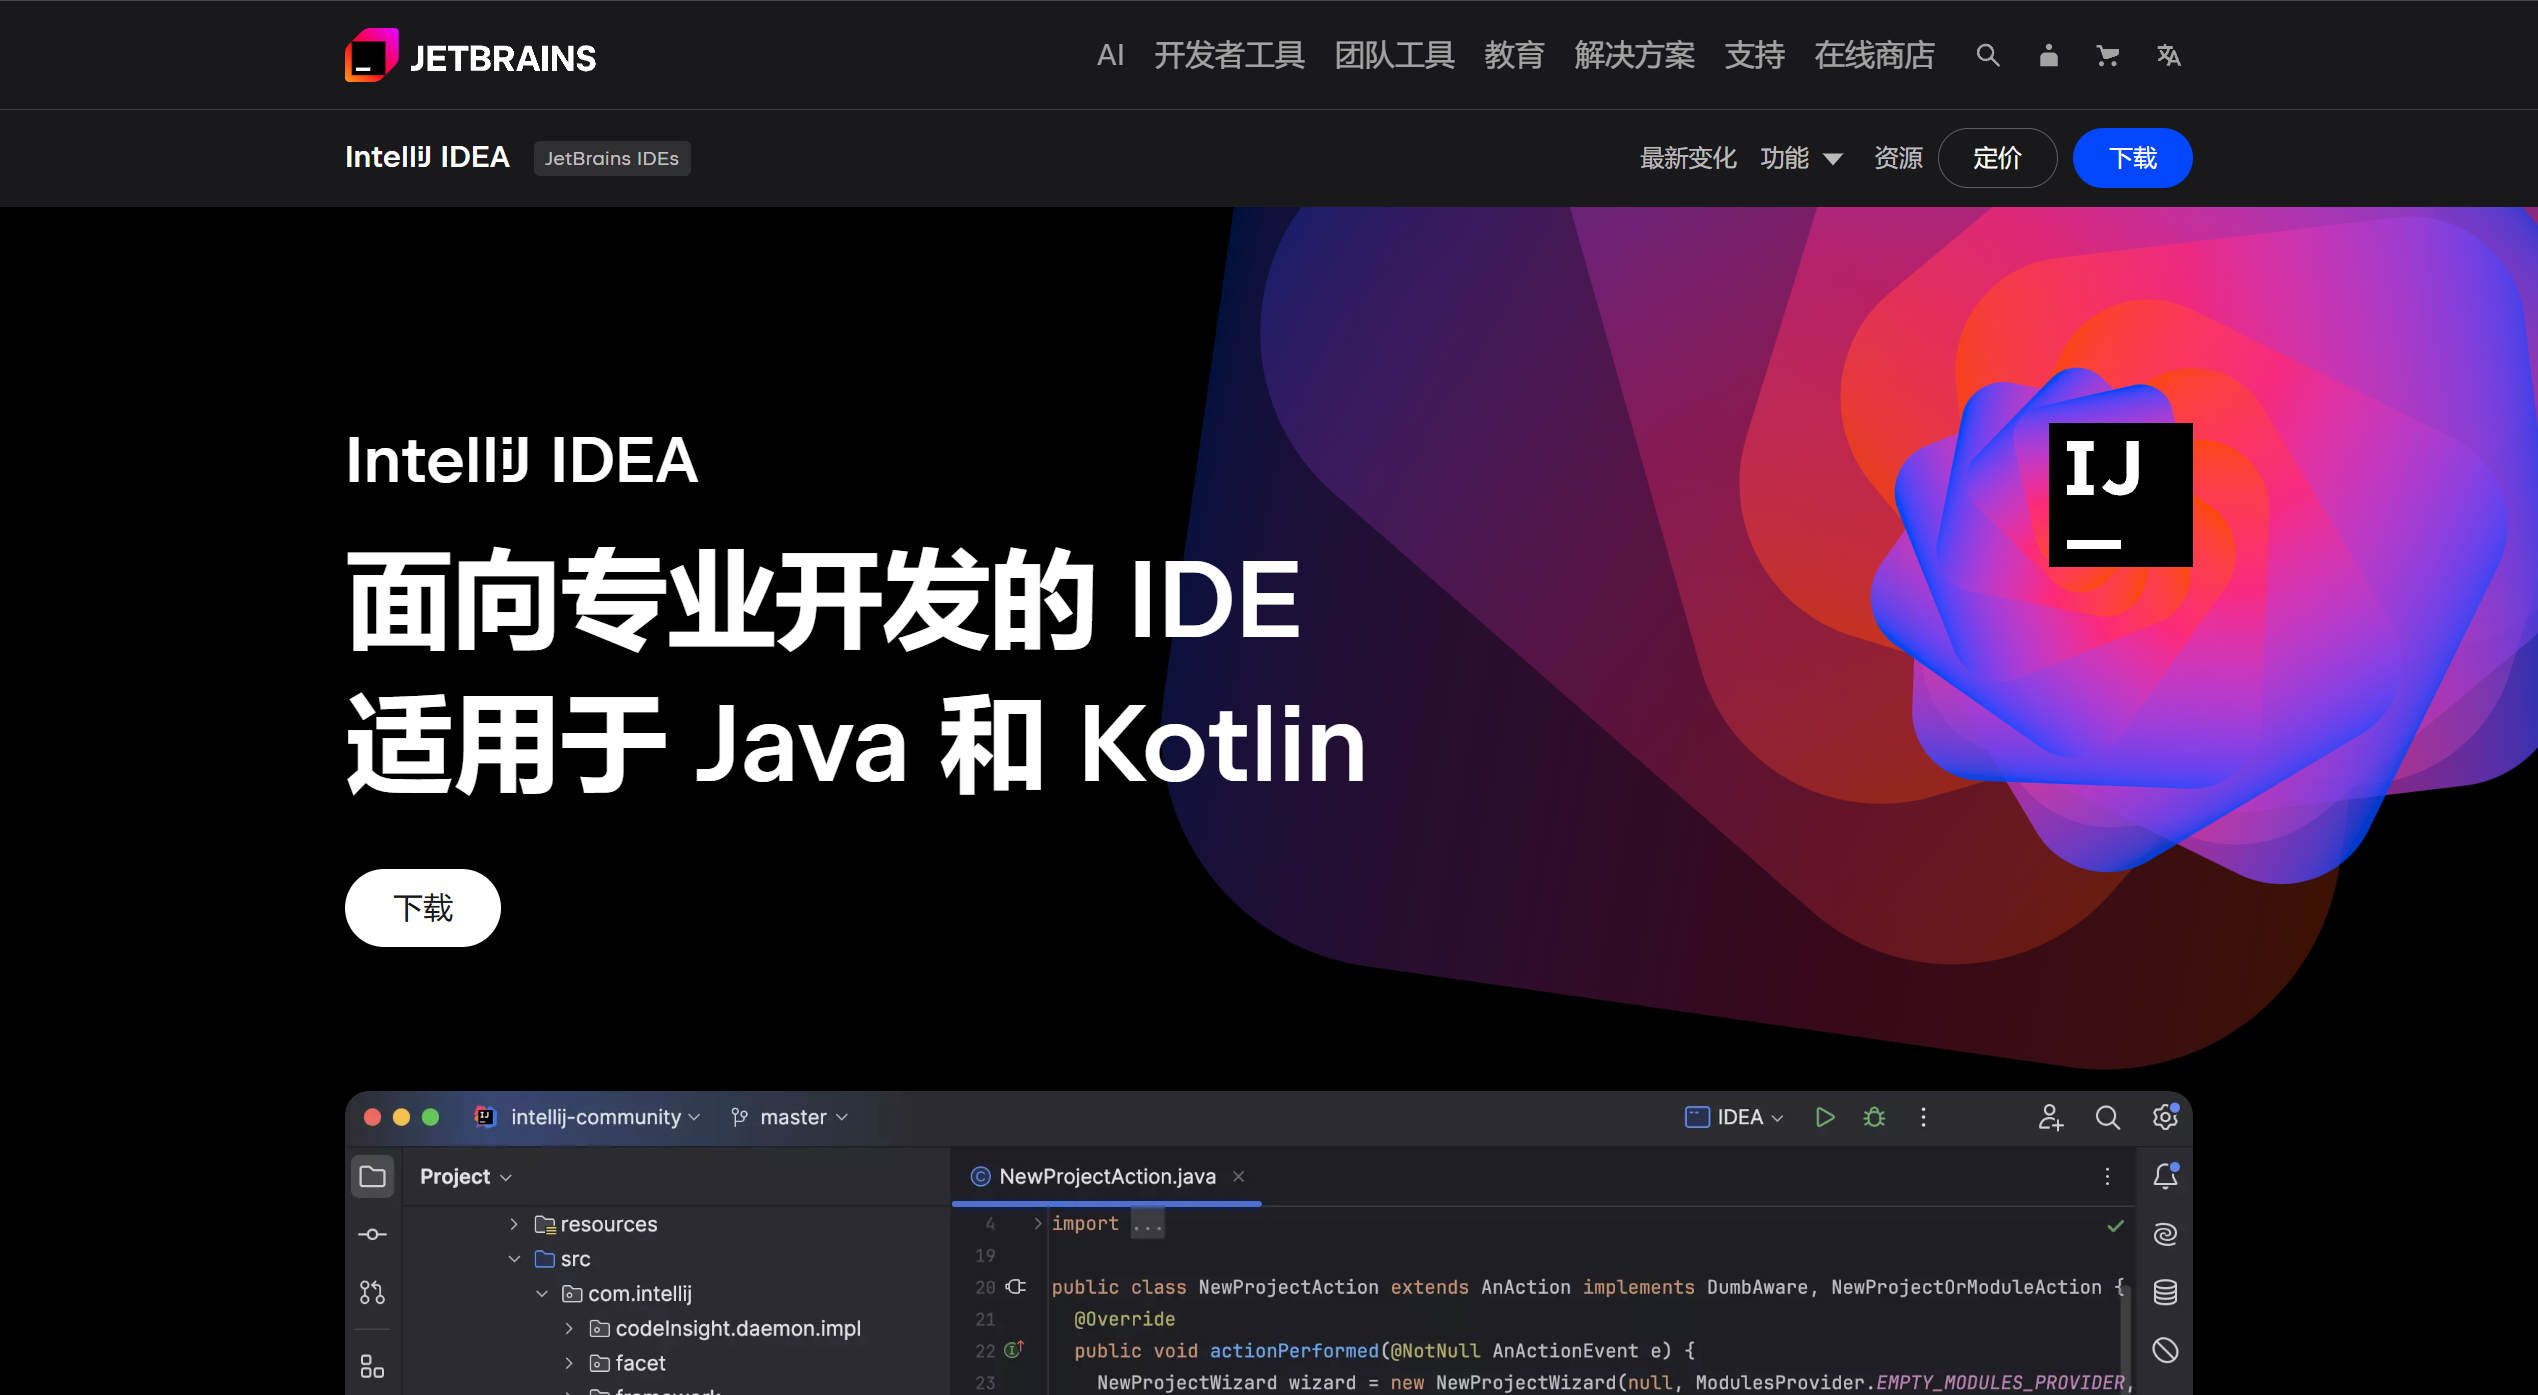 JETBRAINS
AI 开发者工具 团队工具 教育 解决方案 支持 在线商店
IntelliJ IDEA JetBrains IDEs
最新变化 功能 资源 定价 下载
IJ
IntelliJ IDEA
面向专业开发的 IDE
适用于 Java 和 Kotlin
下载
IJ intellij-community master IDEA
Project
resources
src
com.intellij
codeInsight.daemon.impl
facet
C NewProjectAction.java
4 import ...
19
20 public class NewProjectAction extends AnAction implements DumbAware, NewProjectOrModuleAction {
21 @Override
22 public void actionPerformed(@NotNull AnActionEvent e) {
23 NewProjectWizard wizard = new NewProjectWizard(null, ModulesProvider.EMPTY_MODULES_PROVIDER,